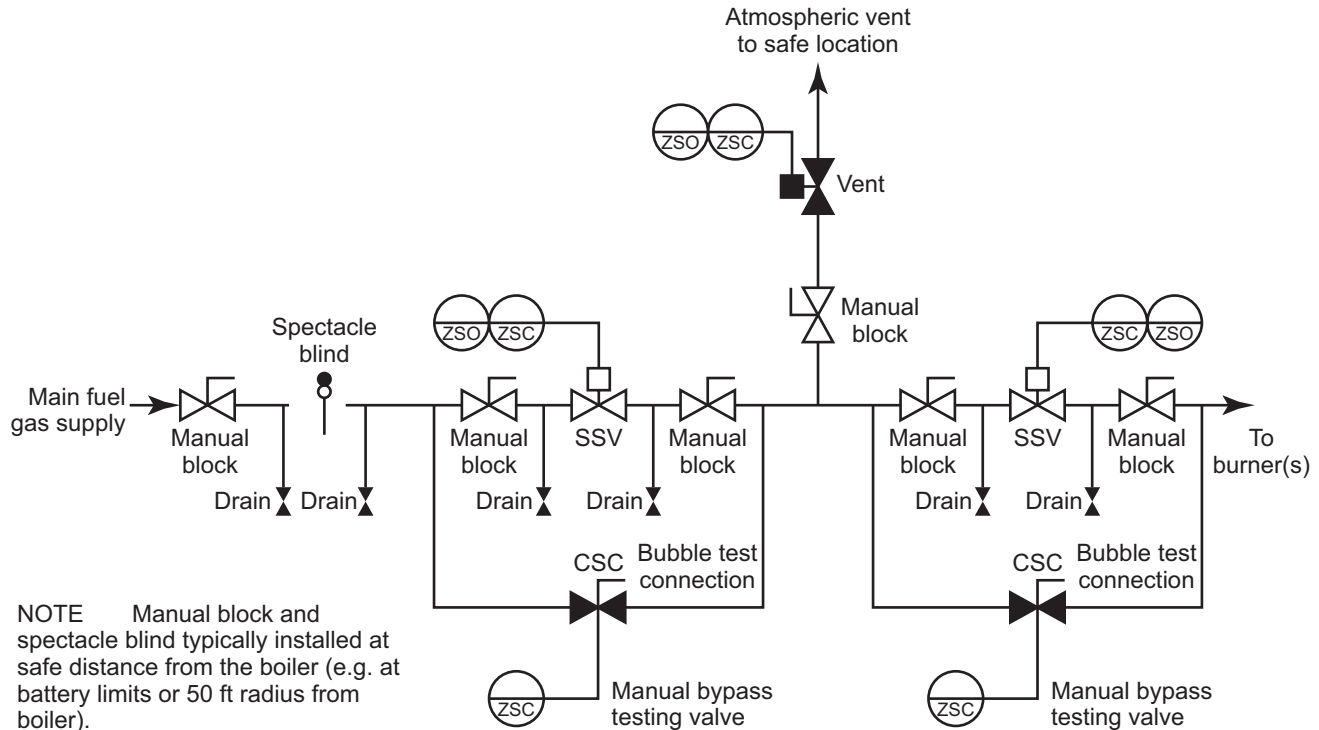 Atmospheric vent
to safe location
ZSO
ZSC
Vent
Manual
block
ZSO
ZSC
ZSC
ZSO
Spectacle
blind
Main fuel
gas supply
Manual
block
Manual
block
SSV
Manual
block
Manual
block
SSV
Manual
block
To
burner(s)
Drain
Drain
Drain
Drain
Drain
Drain
CSC
Bubble test
connection
CSC
Bubble test
connection
NOTE Manual block and
spectacle blind typically installed at
safe distance from the boiler (e.g. at
battery limits or 50 ft radius from
boiler).
ZSC
Manual bypass
testing valve
ZSC
Manual bypass
testing valve